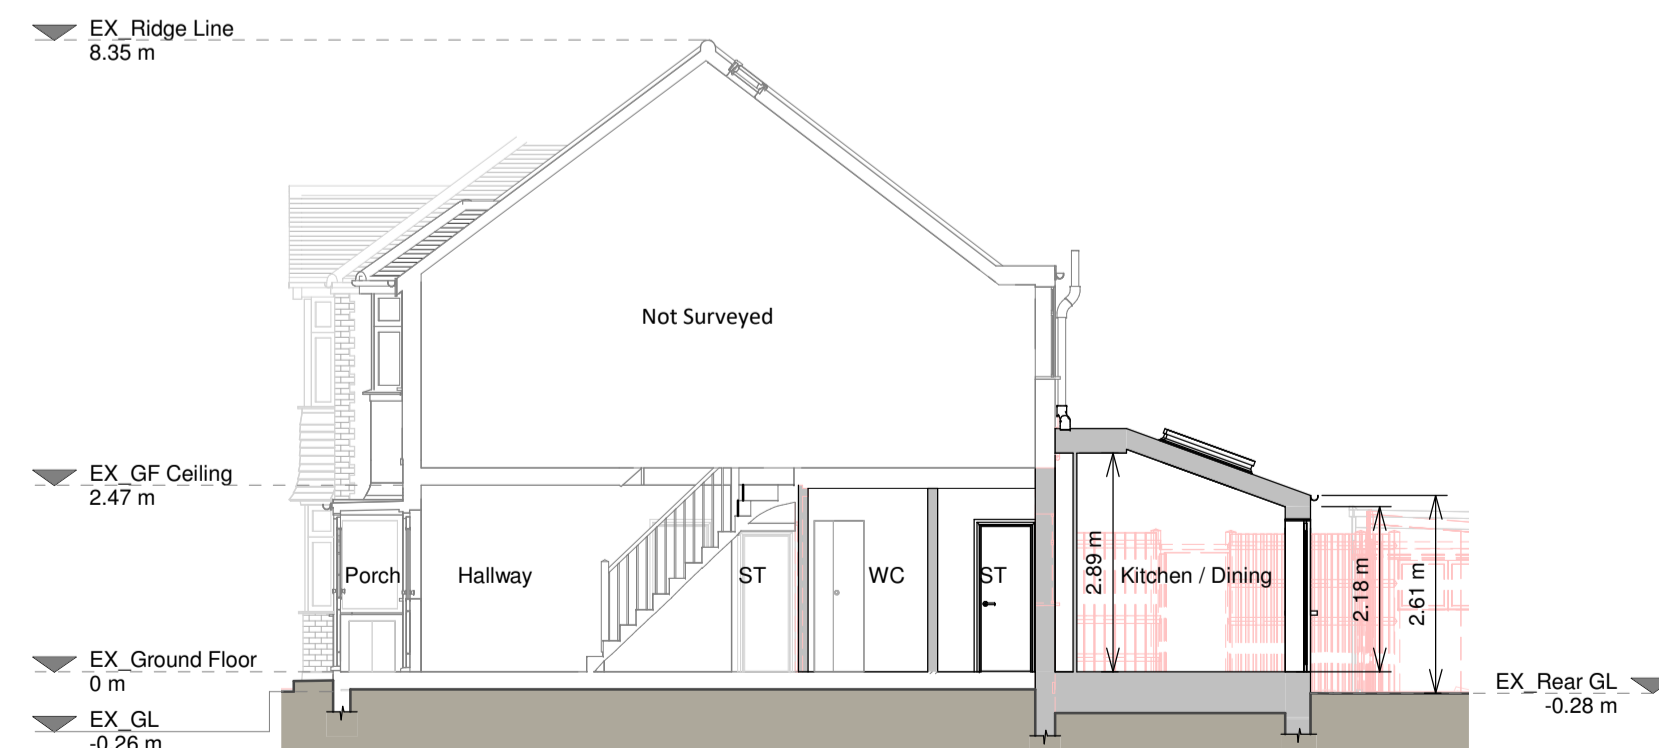 EX_Ridge Line
8.35 m
Not Surveyed
EX_GF Ceiling
2.47 m
Porch
Hallway
ST
WC
ST
2.89 m
Kitchen / Dining
2.18 m
2.61 m
EX_Ground Floor
0 m
EX_Rear GL
-0.28 m
EX_GL
-0.26 m